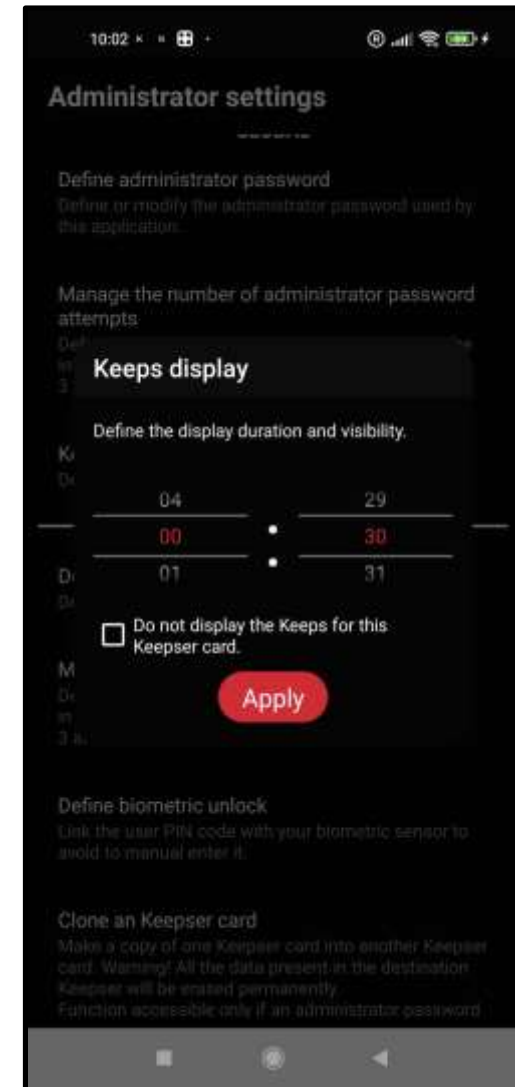 10:02
Administrator settings
Define administrator password
Define or modify the administrator password used by
this application.
Manage the number of administrator password
attempts
Keeps display
Define the display duration and visibility.
04 29
00 : 30
01 31
Do not display the Keeps for this
Keepser card.
Apply
Define biometric unlock
Link the user PIN code with your biometric sensor to
avoid to manual enter it.
Clone an Keepser card
Make a copy of one Keepser card into another Keepser
card. Warning! All the data present in the destination
Keepser will be erased permanently.
Function accessible only if an administrator password